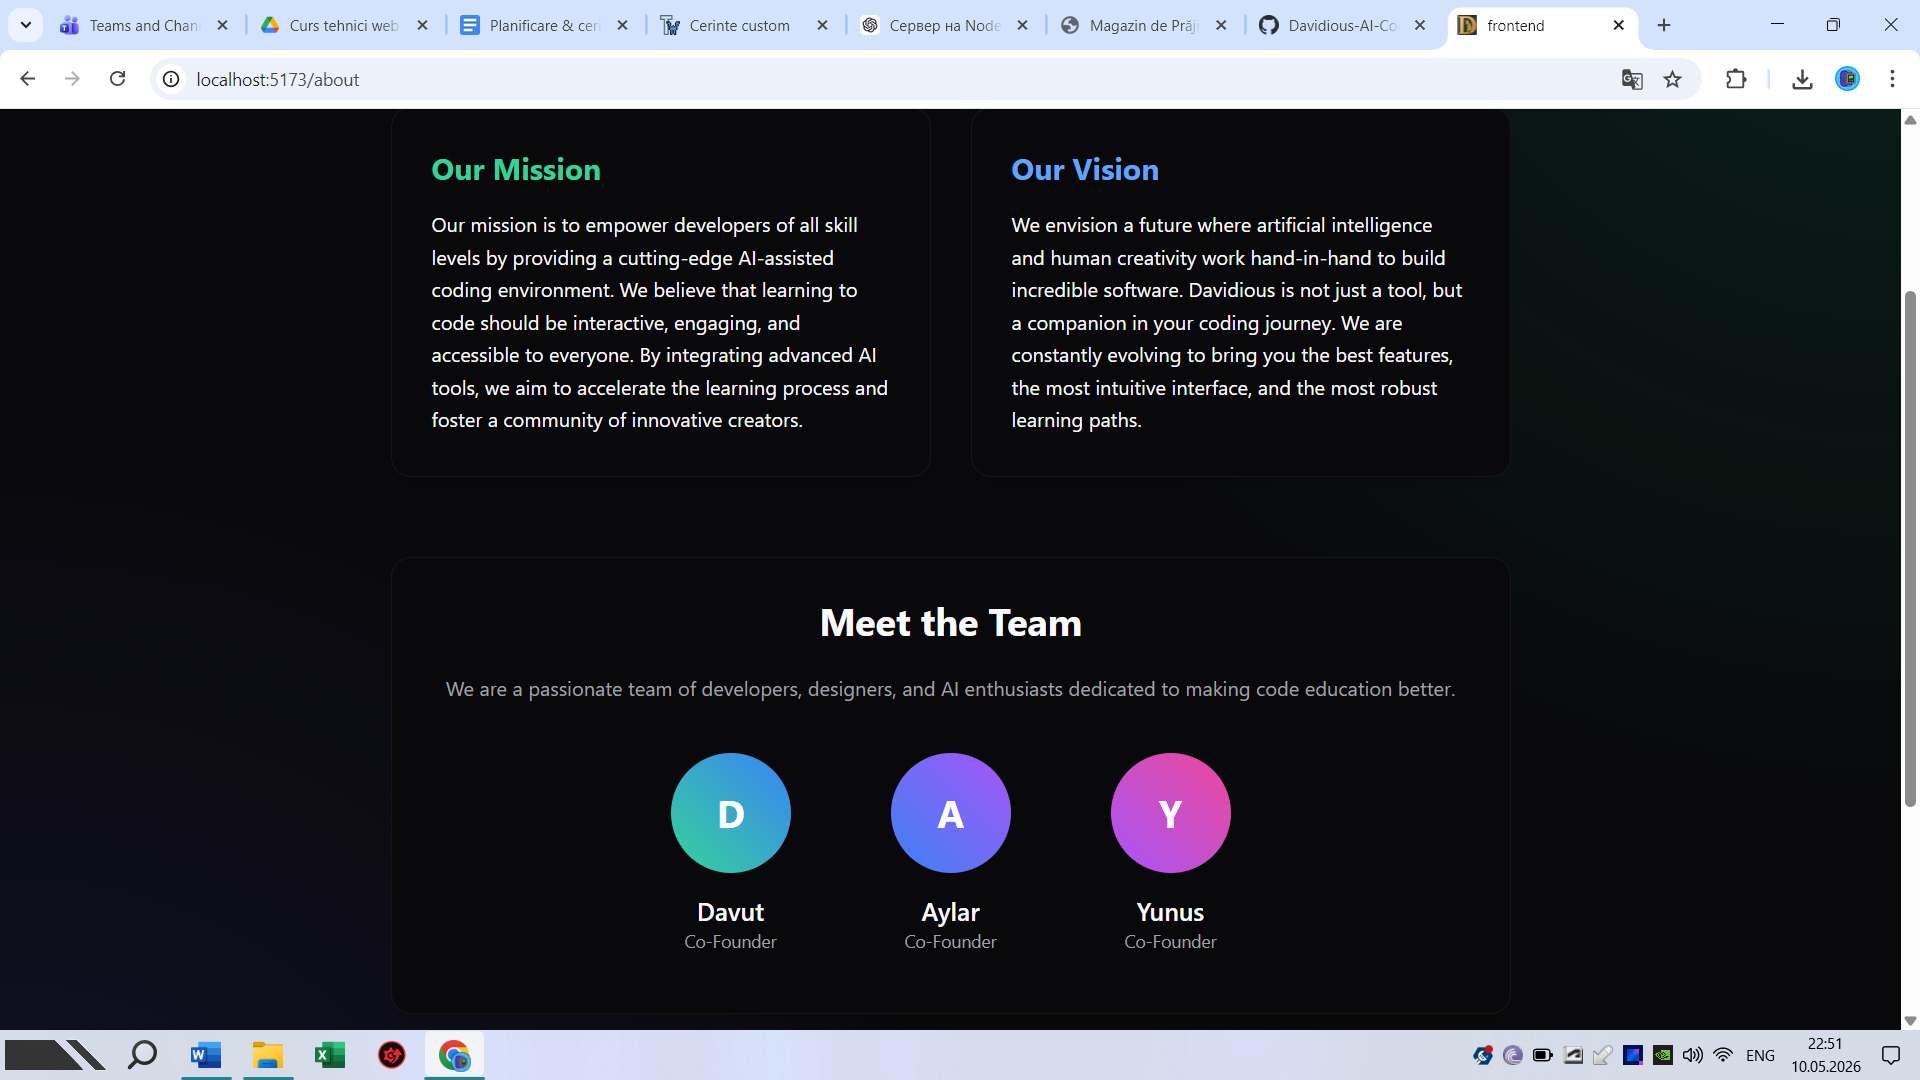 Teams and Chan
Curs tehnici web
Planificare & ceri
Cerinte custom
Сервер на Node
Magazin de Prăji
Davidious-AI-Co
frontend
localhost:5173/about
Our Mission
Our mission is to empower developers of all skill
levels by providing a cutting-edge AI-assisted
coding environment. We believe that learning to
code should be interactive, engaging, and
accessible to everyone. By integrating advanced AI
tools, we aim to accelerate the learning process and
foster a community of innovative creators.
Our Vision
We envision a future where artificial intelligence
and human creativity work hand-in-hand to build
incredible software. Davidious is not just a tool, but
a companion in your coding journey. We are
constantly evolving to bring you the best features,
the most intuitive interface, and the most robust
learning paths.
Meet the Team
We are a passionate team of developers, designers, and AI enthusiasts dedicated to making code education better.
D
A
Y
Davut
Co-Founder
Aylar
Co-Founder
Yunus
Co-Founder
ENG
22:51
10.05.2026